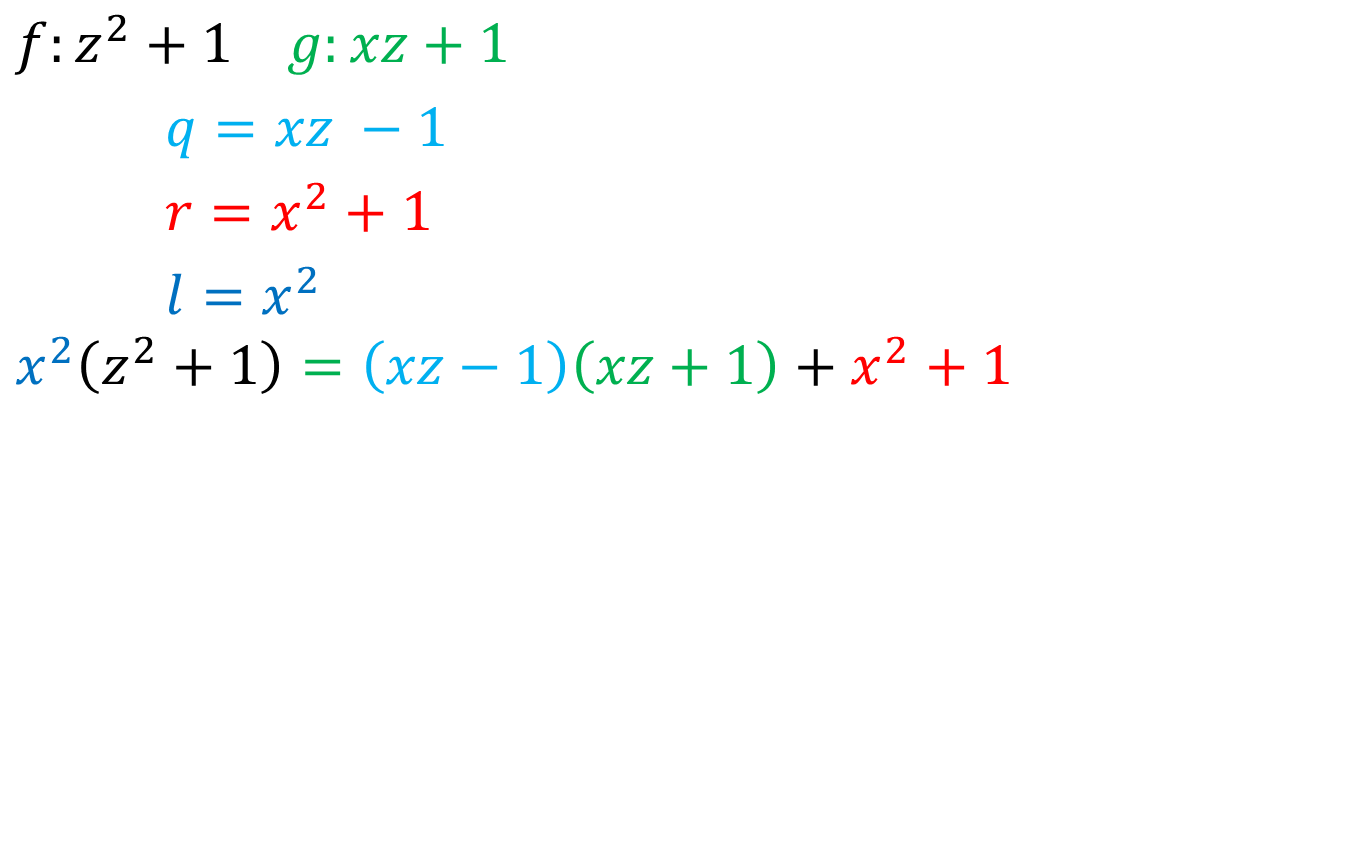 f: z² + 1 g: xz + 1
q = xz − 1
r = x² + 1
l = x²
x²(z² + 1) = (xz − 1)(xz + 1) + x² + 1